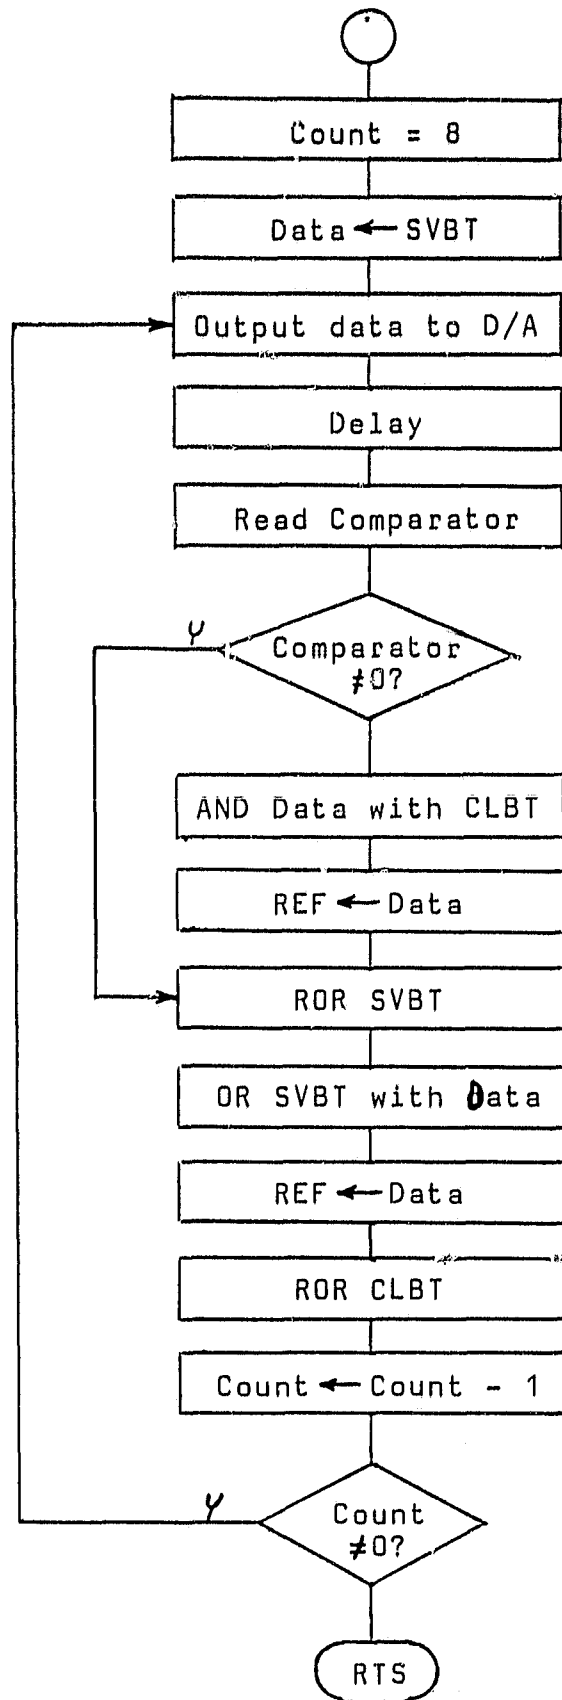 Count = 8
Data ← SVBT
Output data to D/A
Delay
Read Comparator
Y
Comparator
≠0?
AND Data with CLBT
REF ← Data
ROR SVBT
OR SVBT with Data
REF ← Data
ROR CLBT
Count ← Count - 1
Y
Count
≠0?
RTS